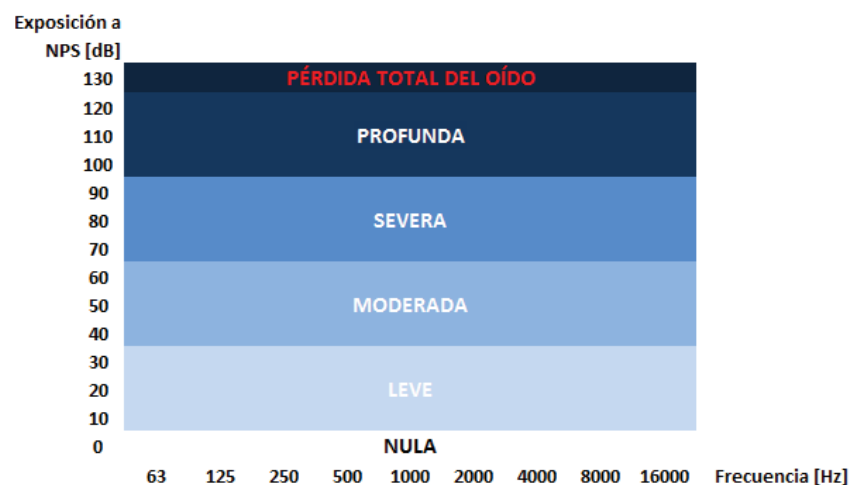 Exposición a
NPS [dB]
130
PÉRDIDA TOTAL DEL OÍDO
120
110
PROFUNDA
100
90
80
SEVERA
70
60
50
MODERADA
40
30
20
LEVE
10
0
NULA
63 125 250 500 1000 2000 4000 8000 16000 Frecuencia [Hz]